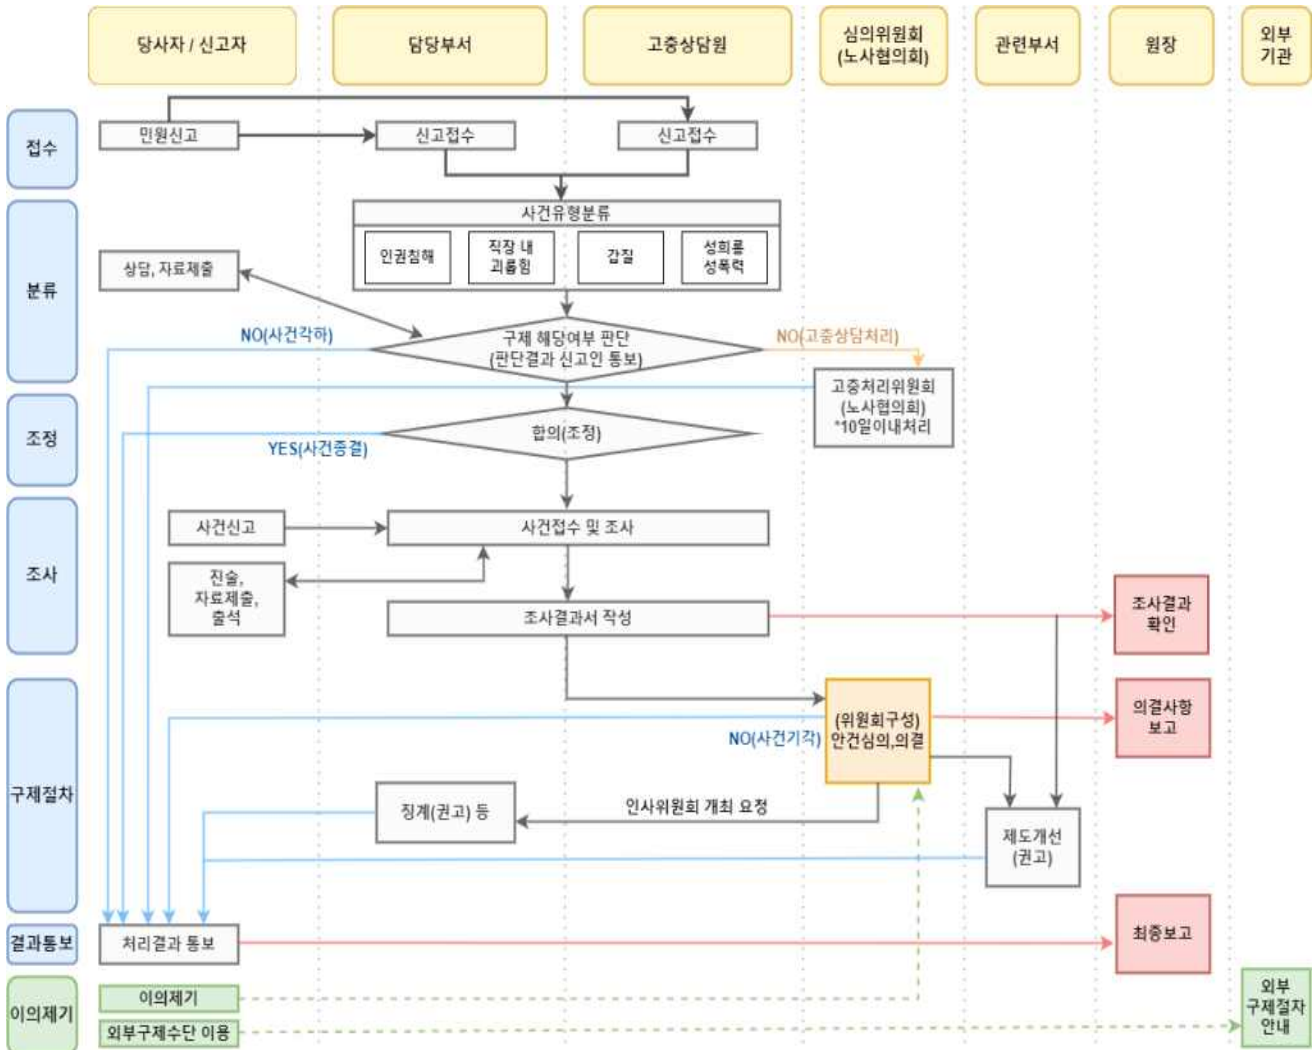 당사자 / 신고자
담당부서
고충상담원
심의위원회
(노사협의회)
관련부서
원장
외부
기관
접수
민원신고
신고접수
신고접수
분류
사건유형분류
인권침해
직장 내
괴롭힘
갑질
성희롱
성폭력
상담, 자료제출
NO(사건각하)
구제 해당여부 판단
(판단결과 신고인 통보)
NO(고충상담처리)
고충처리위원회
(노사협의회)
*10일이내처리
조정
합의(조정)
YES(사건종결)
조사
사건신고
사건접수 및 조사
진술,
자료제출,
출석
조사결과서 작성
조사결과
확인
구제절차
(위원회구성)
안건심의,의결
NO(사건기각)
의결사항
보고
징계(권고) 등
인사위원회 개최 요청
제도개선
(권고)
결과통보
처리결과 통보
최종보고
이의제기
이의제기
외부구제수단 이용
외부
구제절차
안내